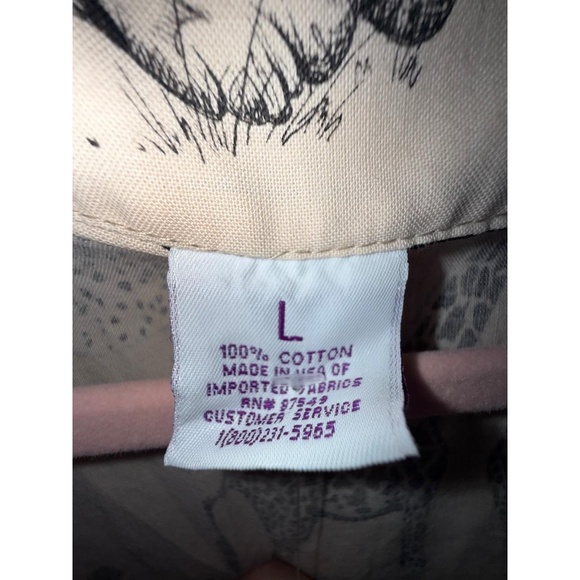 L
100% COTTON
MADE IN USA OF
IMPORTED FABRICS
RN# 87549
CUSTOMER SERVICE
1(800)231-5965